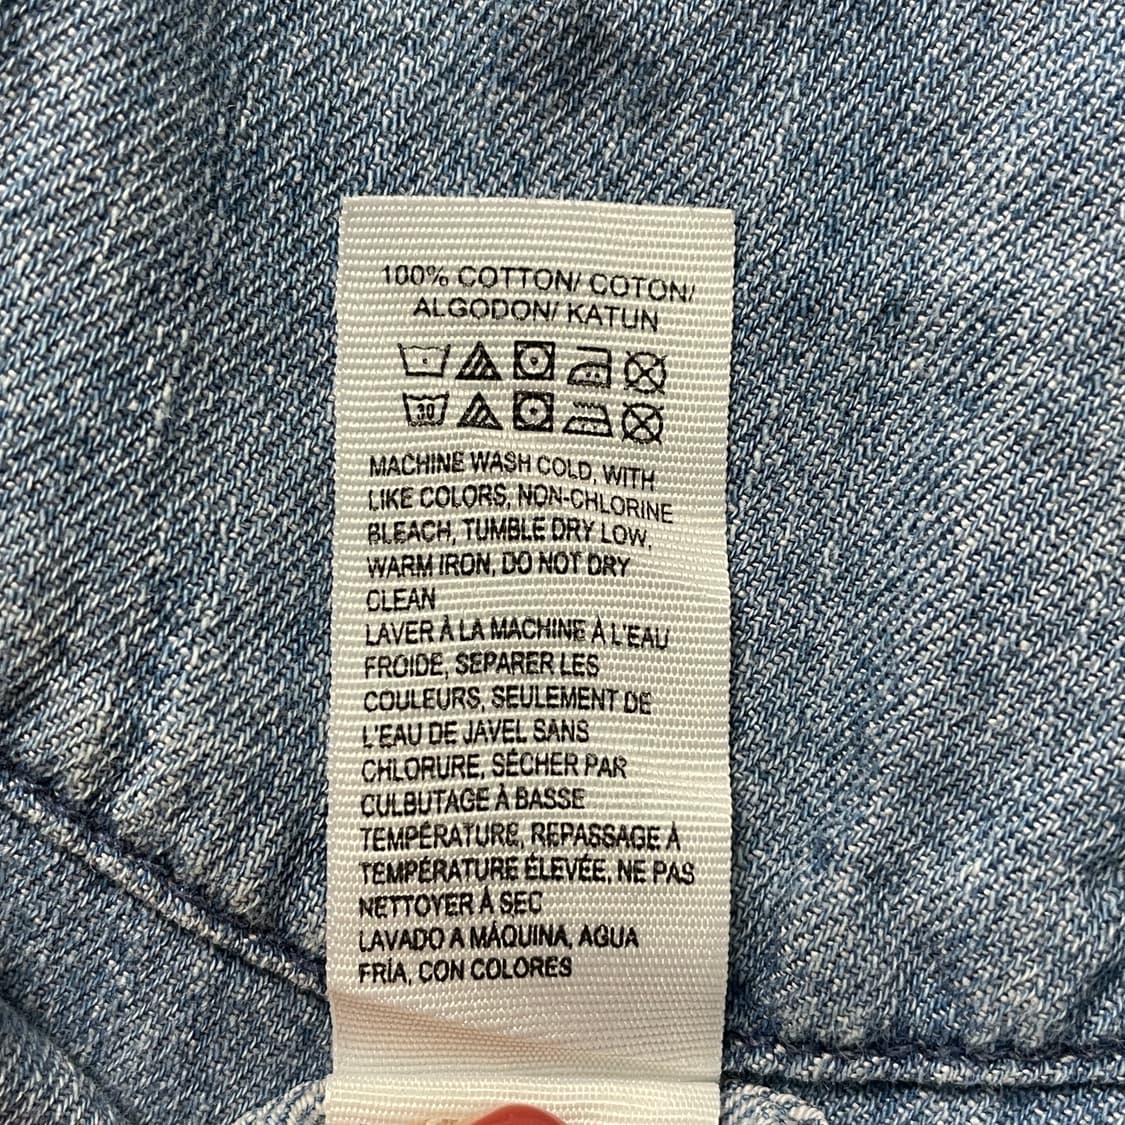 100% COTTON/ COTON/
ALGODON/ KATUN
30
MACHINE WASH COLD, WITH
LIKE COLORS, NON-CHLORINE
BLEACH, TUMBLE DRY LOW,
WARM IRON, DO NOT DRY
CLEAN
LAVER À LA MACHINE À L'EAU
FROIDE, SÉPARER LES
COULEURS, SEULEMENT DE
L'EAU DE JAVEL SANS
CHLORURE, SÉCHER PAR
CULBUTAGE À BASSE
TEMPÉRATURE, REPASSAGE À
TEMPÉRATURE ÉLEVÉE, NE PAS
NETTOYER À SEC
LAVADO A MÁQUINA, AGUA
FRÍA, CON COLORES